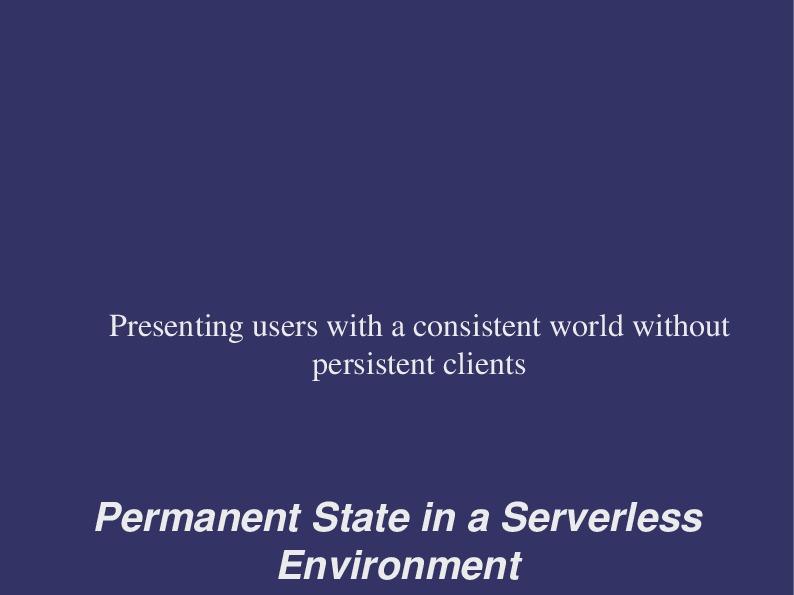 Presenting users with a consistent world without
persistent clients
Permanent State in a Serverless
Environment